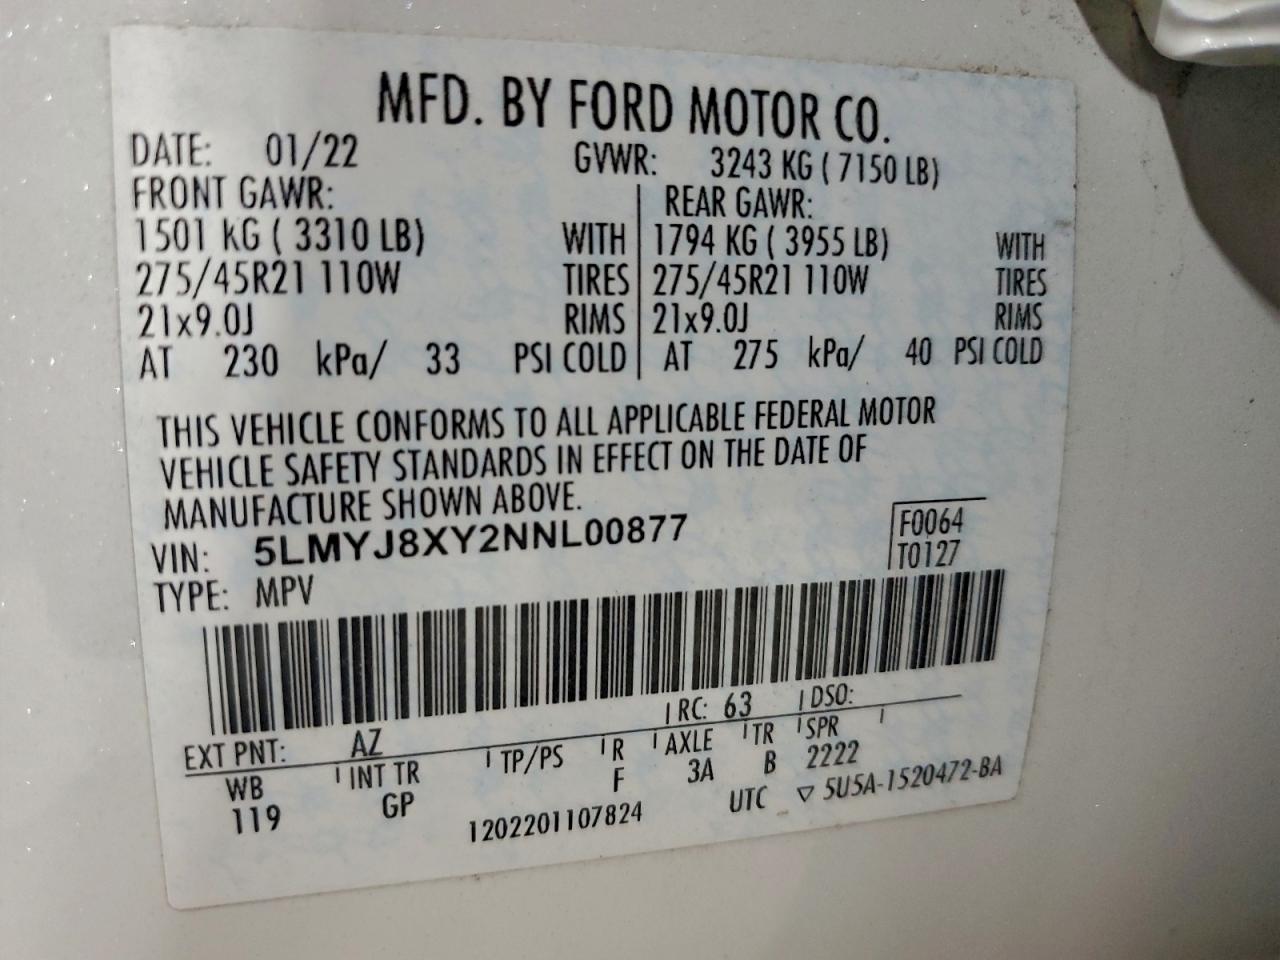 MFD. BY FORD MOTOR CO.
DATE: 01/22 GVWR: 3243 KG ( 7150 LB)
FRONT GAWR: REAR GAWR:
1501 KG ( 3310 LB) WITH 1794 KG ( 3955 LB) WITH
275/45R21 110W TIRES 275/45R21 110W TIRES
21x9.0J RIMS 21x9.0J RIMS
AT 230 kPa/ 33 PSI COLD AT 275 kPa/ 40 PSI COLD
THIS VEHICLE CONFORMS TO ALL APPLICABLE FEDERAL MOTOR
VEHICLE SAFETY STANDARDS IN EFFECT ON THE DATE OF
MANUFACTURE SHOWN ABOVE.
VIN: 5LMYJ8XY2NNL00877 F0064
TYPE: MPV T0127
EXT PNT: AZ RC: 63 DSO:
WB INT TR TP/PS R AXLE TR SPR
119 GP F 3A B 2222
1202201107824 UTC ▽ 5U5A-1520472-BA